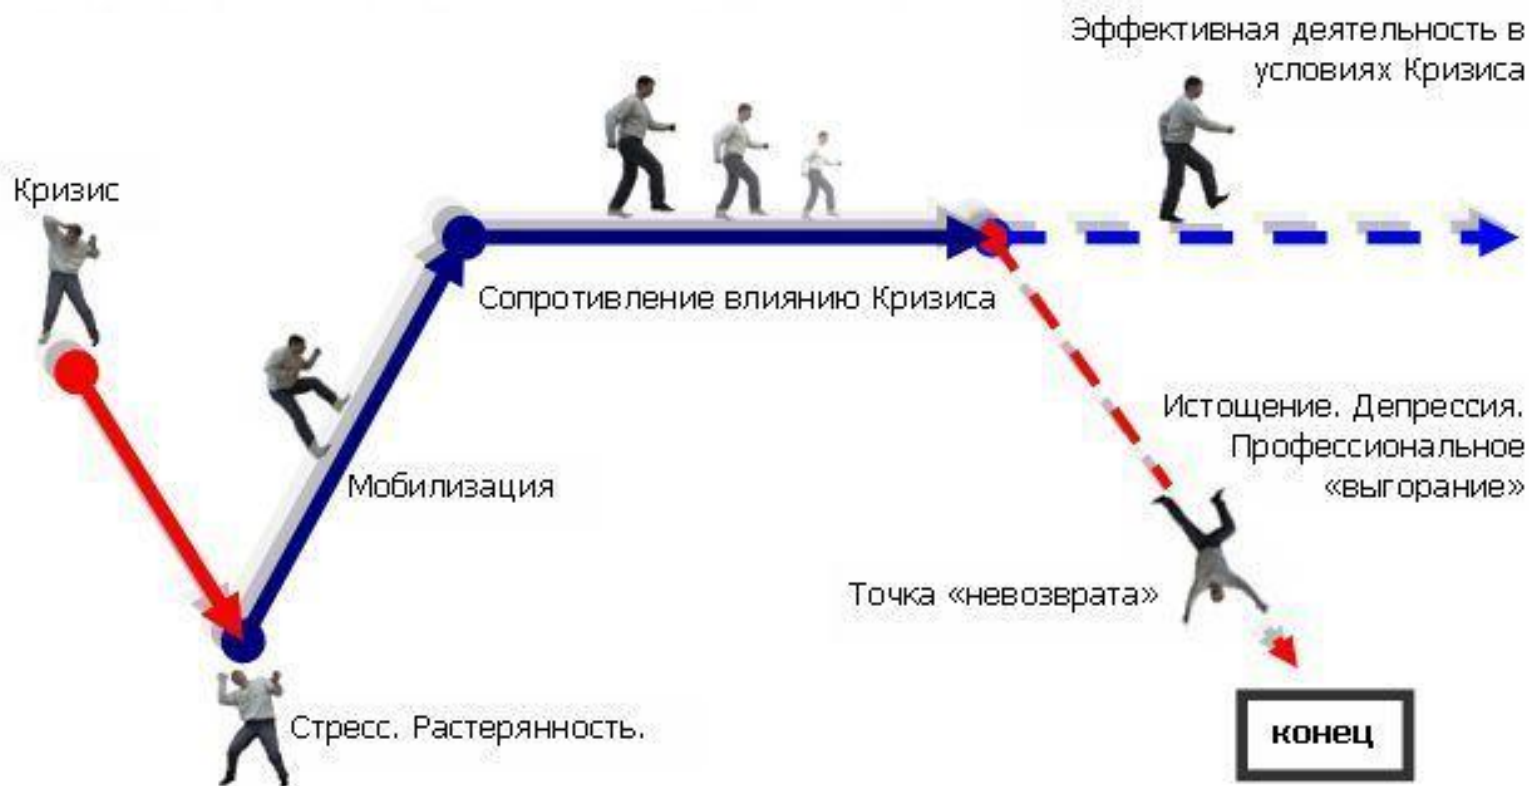 Эффективная деятельность в
условиях Кризиса
Кризис
Сопротивление влиянию Кризиса
Истощение. Депрессия.
Профессиональное
«выгорание»
Мобилизация
Точка «невозврата»
Стресс. Растерянность.
конец